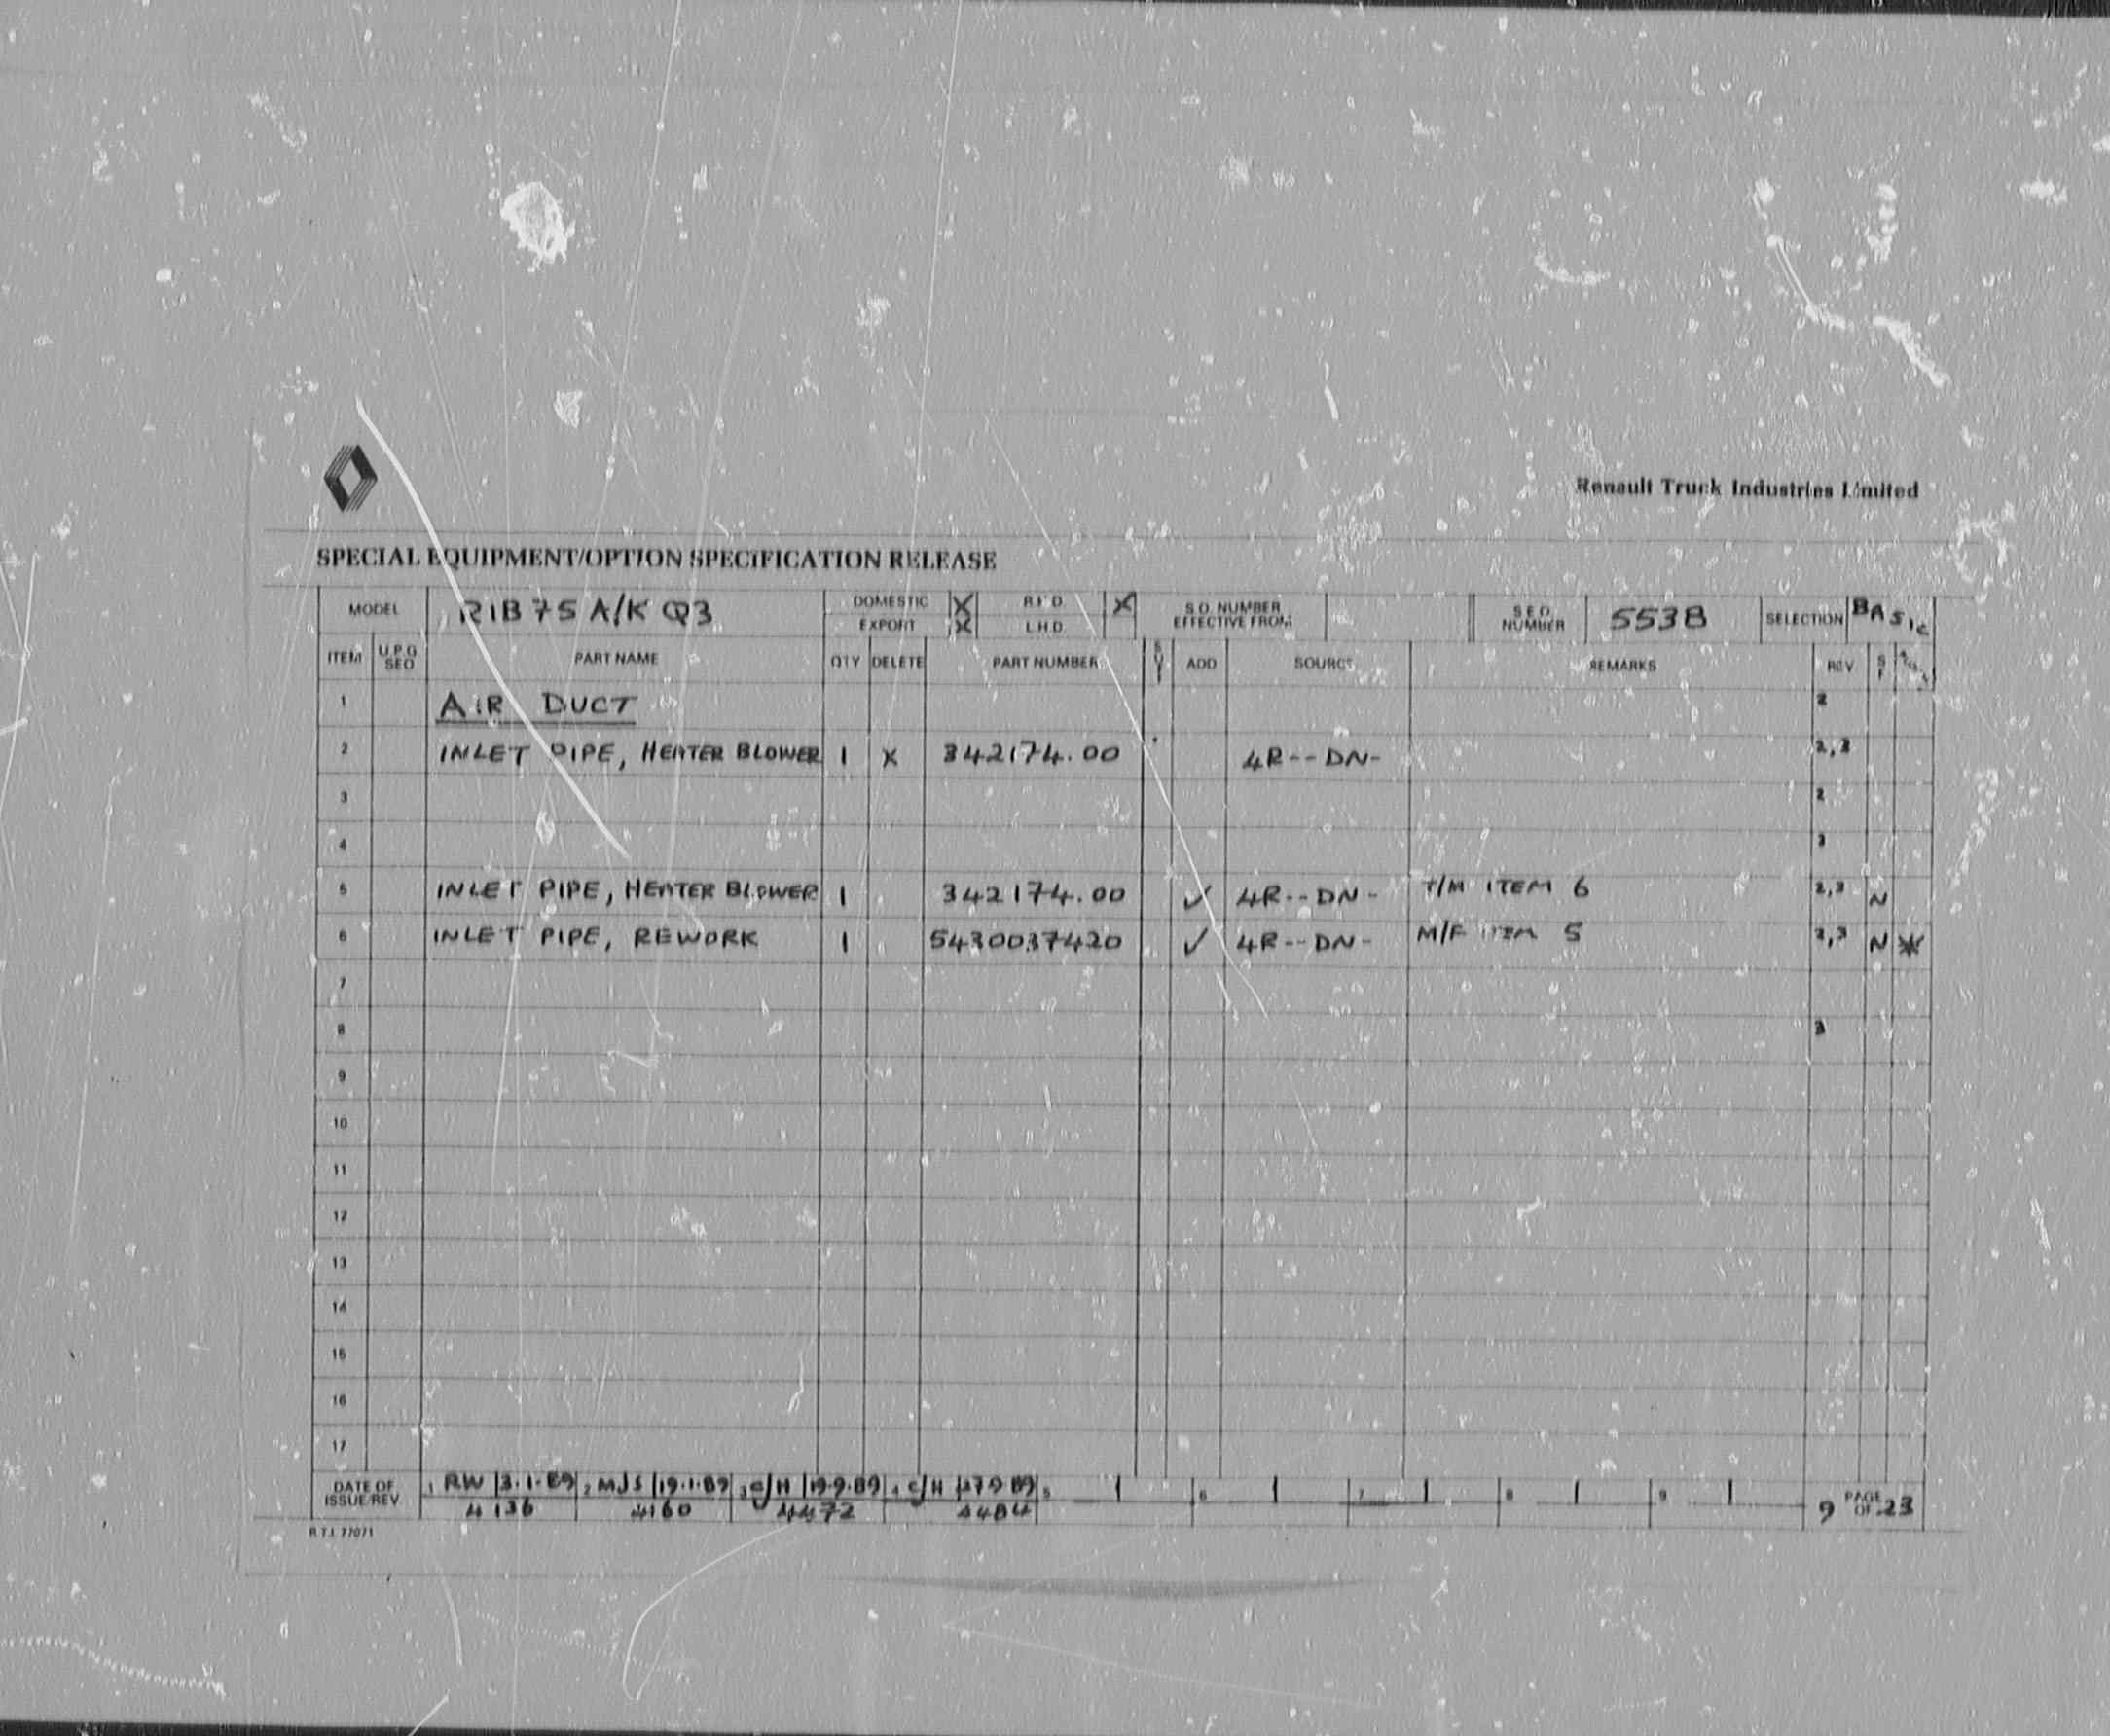 Renault Truck Industries Limited
SPECIAL EQUIPMENT/OPTION SPECIFICATION RELEASE
MODEL R1B75 A/K Q3 DOMESTIC X R.H.D. X S.O. NUMBER EFFECTIVE FROM S.E.O. NUMBER 553B SELECTION BASIC
EXPORT X L.H.D.
ITEM U.P.G SEO PART NAME QTY DELETE PART NUMBER ADD SOURCE REMARKS REV
1 AIR DUCT 2
2 INLET PIPE, HEATER BLOWER 1 X 342174.00 4R--DN- 2,3
3 2
4 3
5 INLET PIPE, HEATER BLOWER 1 342174.00 ✓ 4R--DN- T/M ITEM 6 2,3 N
6 INLET PIPE, REWORK 1 5430037420 ✓ 4R--DN- M/F ITEM 5 2,3 N *
7
8 3
9
10
11
12
13
14
15
16
17
DATE OF ISSUE/REV 1 RW 3.1.89 2 MJS 19.1.89 3 C/H 19.9.89 4 C/H 27.9.89 5 6 7 8 9
4136 4160 4472 4484 9 PAGE OF 23
R.T.I. 77071